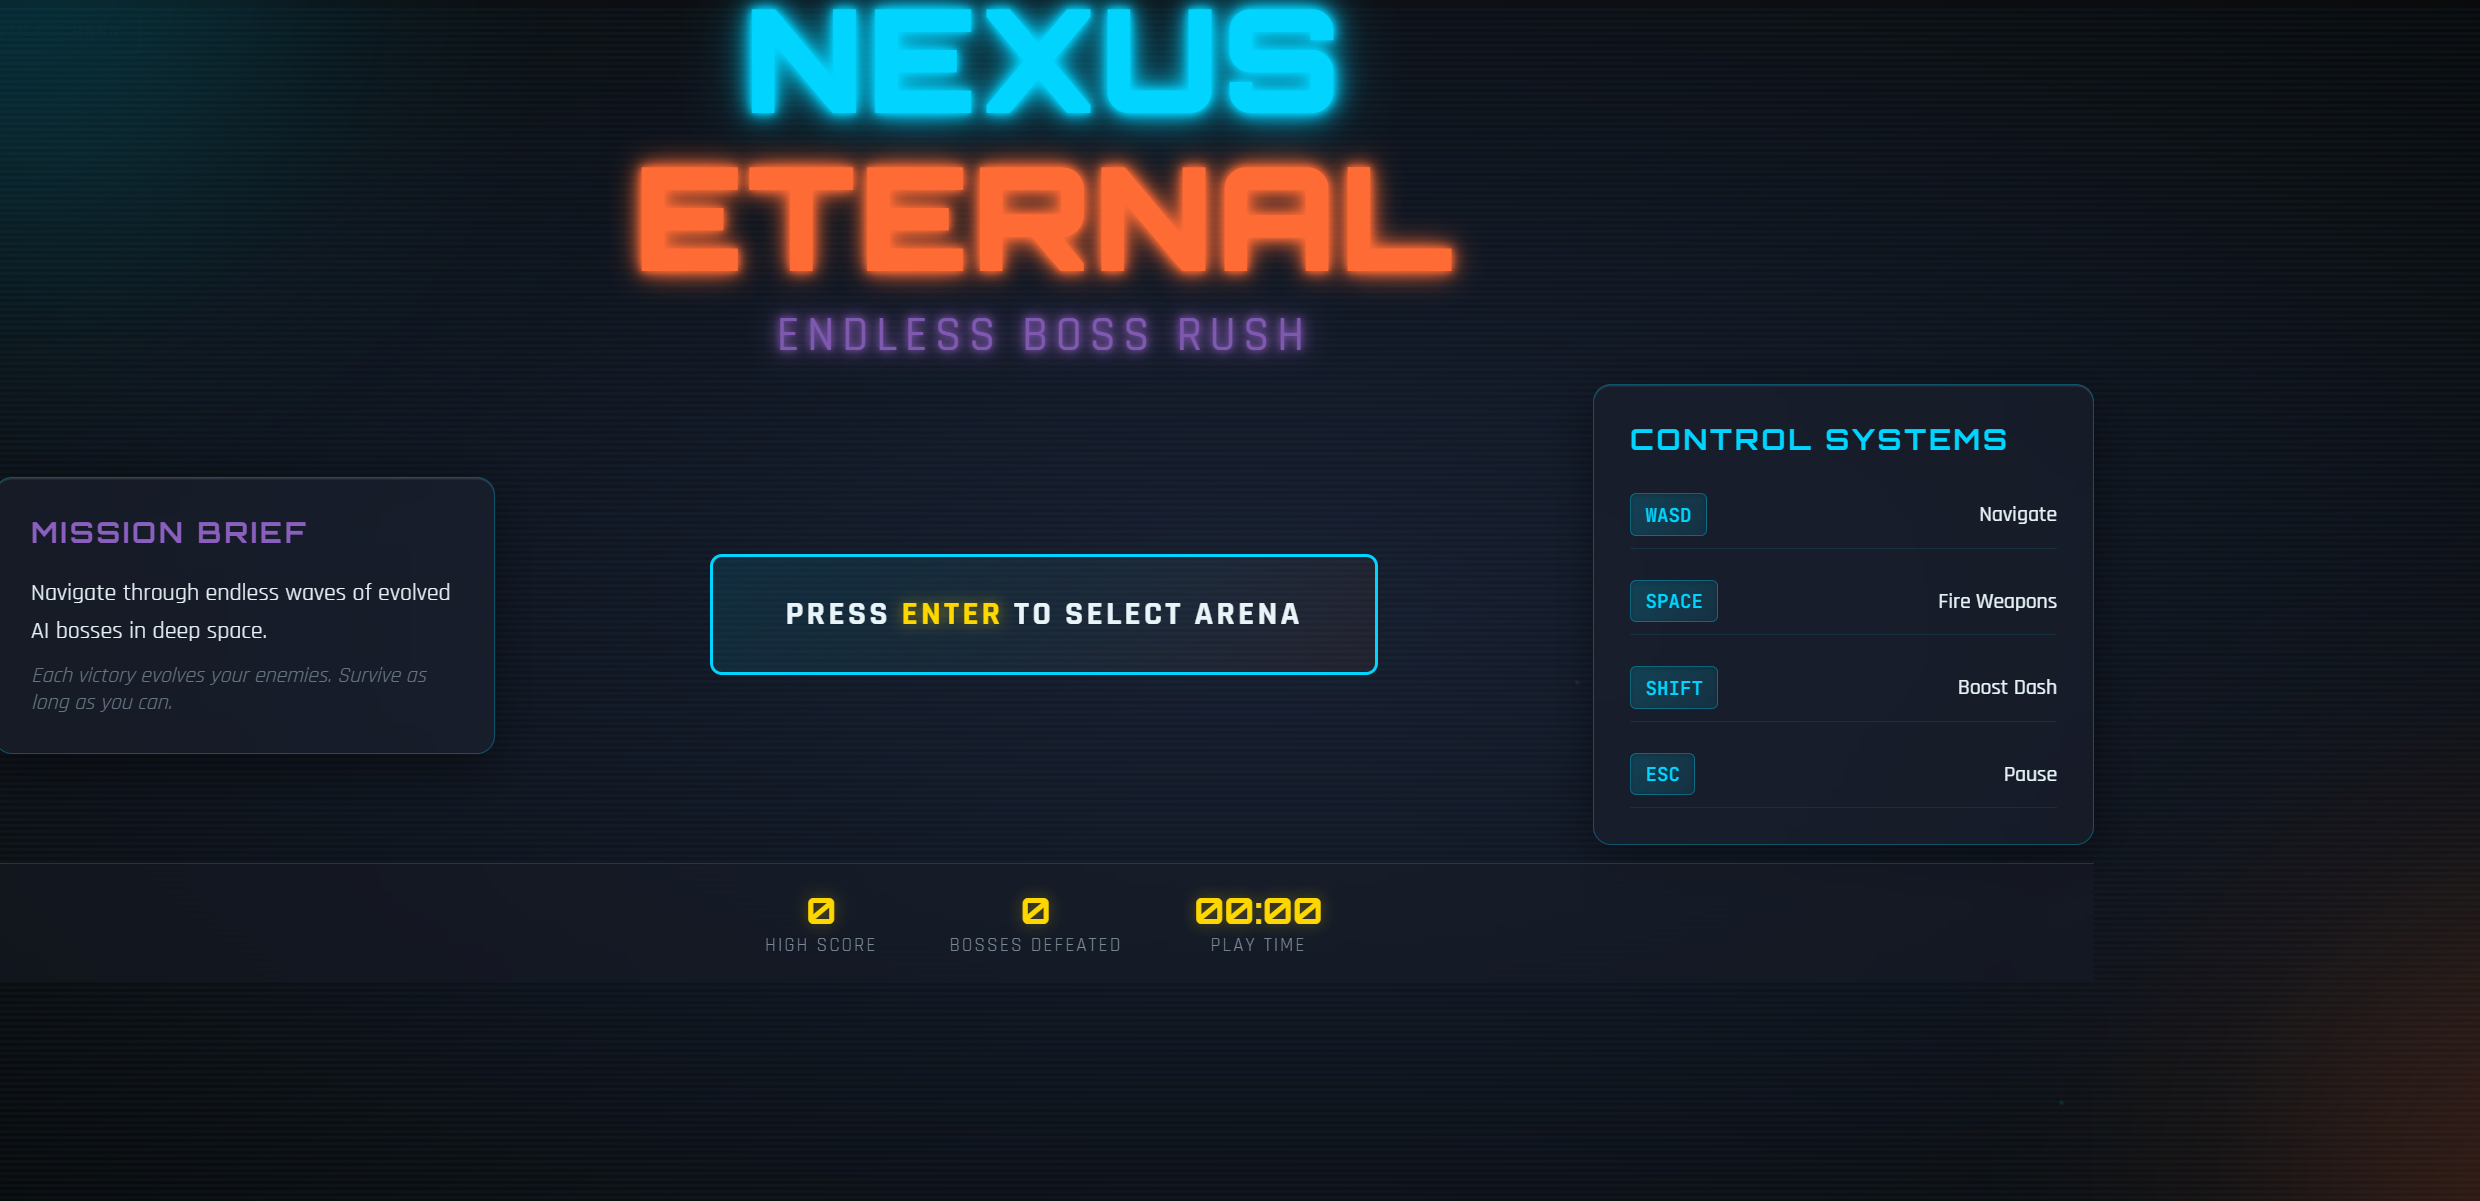 NEXUS
ETERNAL
ENDLESS BOSS RUSH
MISSION BRIEF
Navigate through endless waves of evolved
AI bosses in deep space.
Each victory evolves your enemies. Survive as
long as you can.
PRESS ENTER TO SELECT ARENA
CONTROL SYSTEMS
WASD Navigate
SPACE Fire Weapons
SHIFT Boost Dash
ESC Pause
0 0 00:00
HIGH SCORE BOSSES DEFEATED PLAY TIME